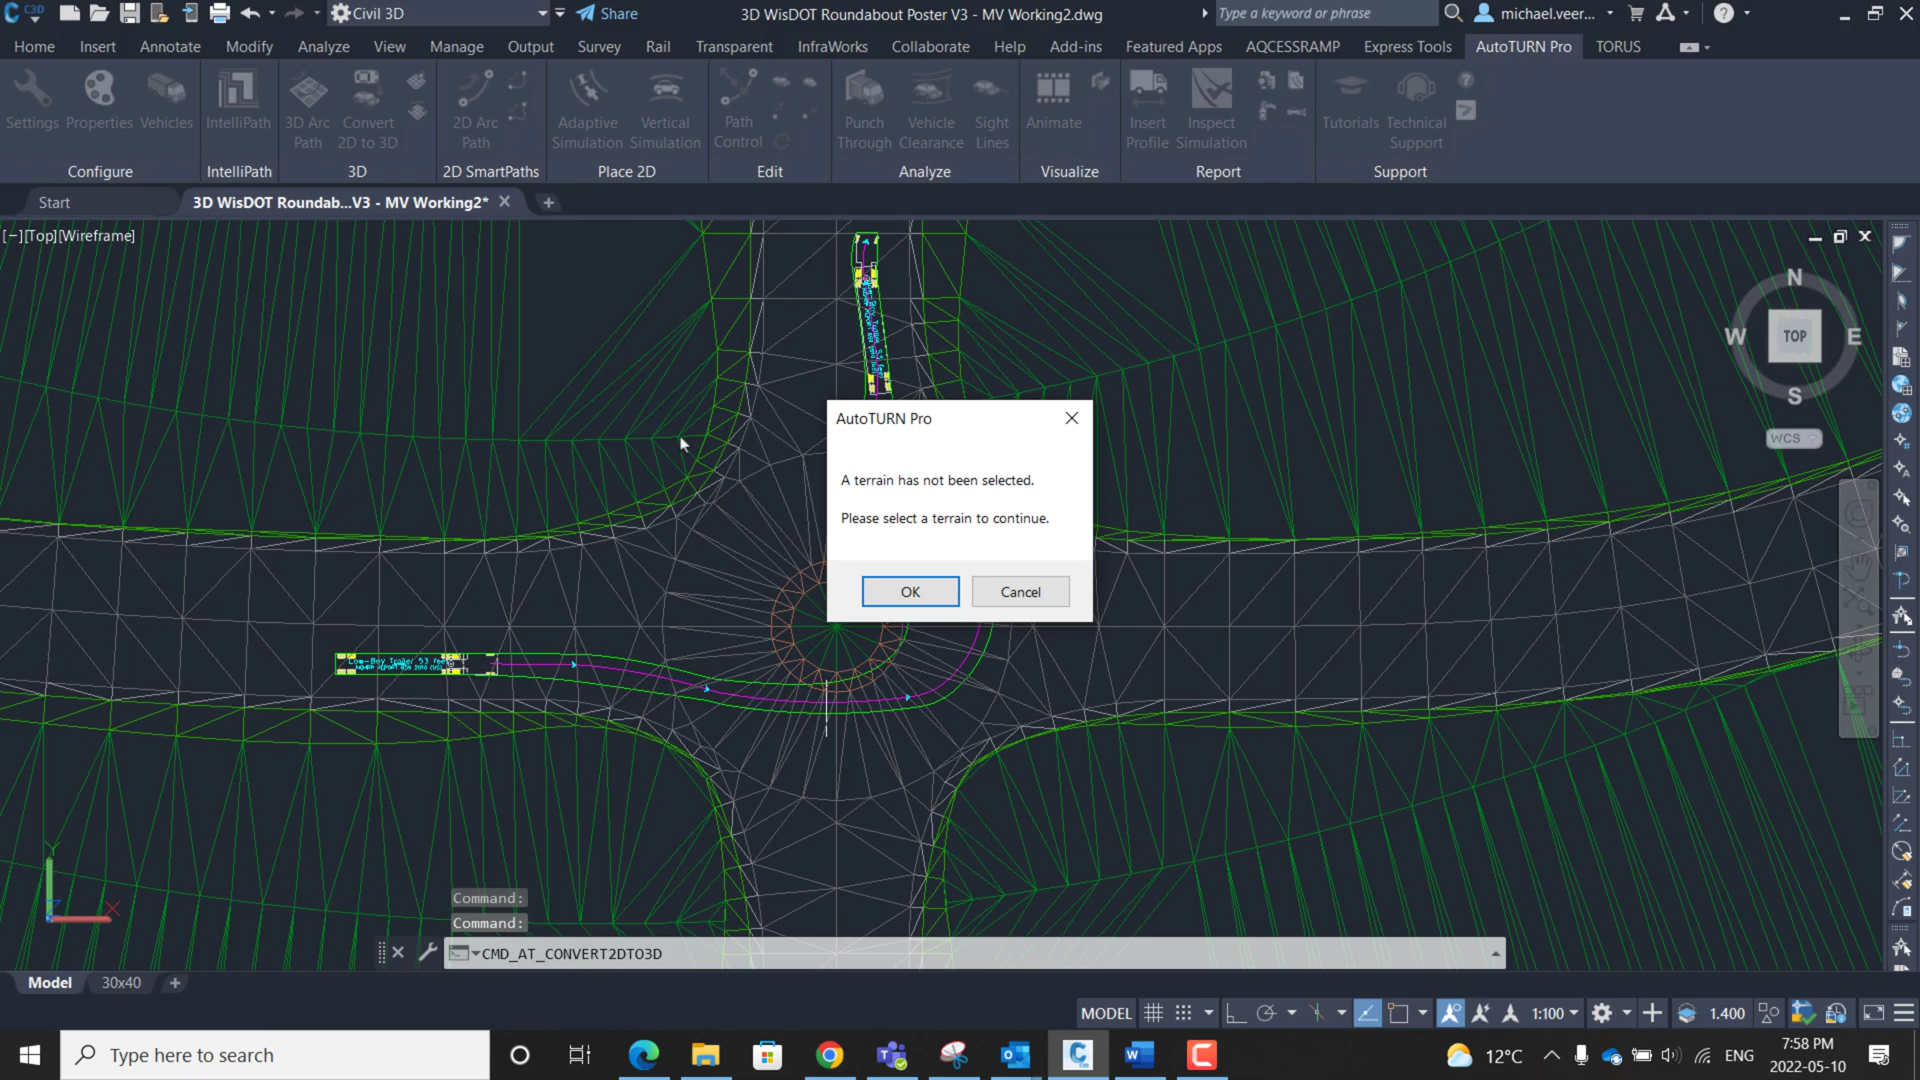 C3D
Civil 3D
Share
3D WisDOT Roundabout Poster V3 - MV Working2.dwg
Type a keyword or phrase
michael.veer...
Home Insert Annotate Modify Analyze View Manage Output Survey Rail Transparent InfraWorks Collaborate Help Add-ins Featured Apps AQCESSRAMP Express Tools AutoTURN Pro TORUS
Settings Properties Vehicles
Configure
IntelliPath
IntelliPath
3D Arc Path
Convert 2D to 3D
3D
2D Arc Path
2D SmartPaths
Adaptive Simulation
Vertical Simulation
Place 2D
Path Control
Edit
Punch Through
Vehicle Clearance
Sight Lines
Analyze
Animate
Visualize
Insert Profile
Inspect Simulation
Report
Tutorials
Technical Support
Support
Start
3D WisDOT Roundab...V3 - MV Working2*
[−][Top][Wireframe]
N
W TOP E
S
WCS
AutoTURN Pro
A terrain has not been selected.
Please select a terrain to continue.
OK Cancel
Low-Boy Trailer 53 feet
Y
X
Command:
Command:
CMD_AT_CONVERT2DTO3D
Model 30x40
MODEL
1:100
1.400
Type here to search
12°C
ENG
7:58 PM
2022-05-10